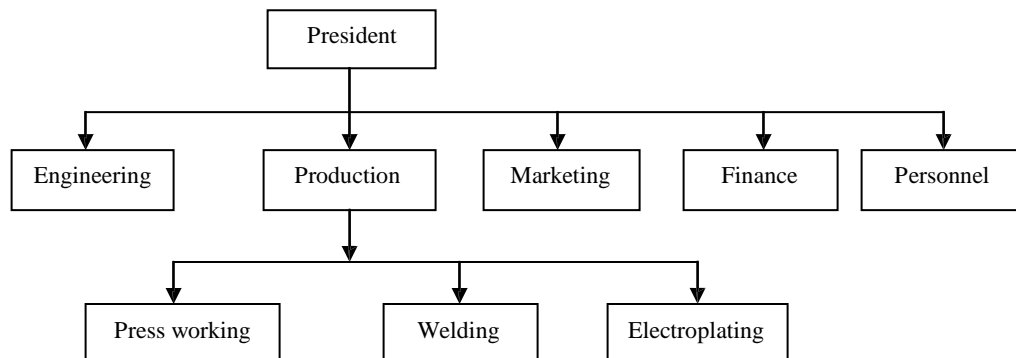 President
Engineering
Production
Marketing
Finance
Personnel
Press working
Welding
Electroplating